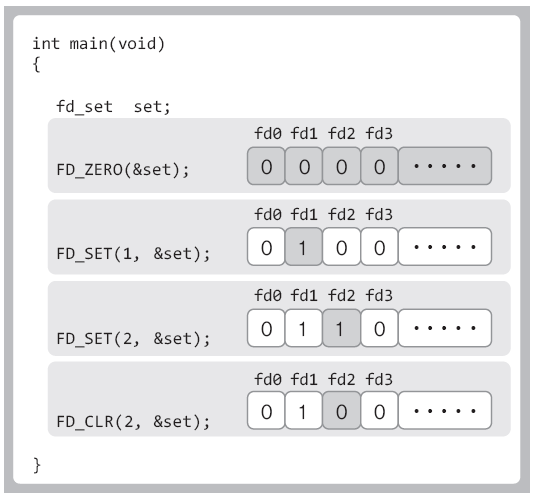 int main(void)
{
fd_set set;
fd0 fd1 fd2 fd3
FD_ZERO(&set); 0 0 0 0 ·····
fd0 fd1 fd2 fd3
FD_SET(1, &set); 0 1 0 0 ·····
fd0 fd1 fd2 fd3
FD_SET(2, &set); 0 1 1 0 ·····
fd0 fd1 fd2 fd3
FD_CLR(2, &set); 0 1 0 0 ·····
}